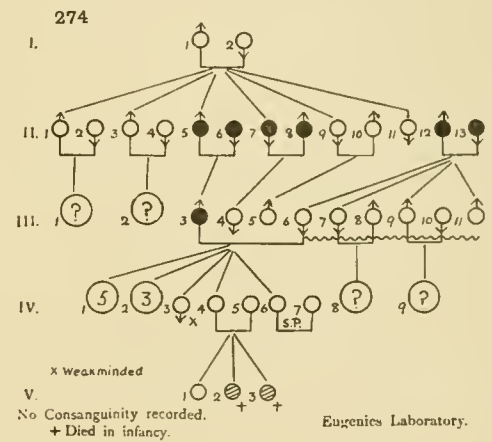 274
I. 1 2
II. 1 2 3 4 5 6 7 8 9 10 11 12 13
1 ? 2 ?
III. 3 4 5 6 7 8 9 10 11
IV. 1 5 2 3 3 x 4 5 6 S.P. 7 8 ? 9 ?
x Weakminded
V. 1 2 + 3 +
No Consanguinity recorded.
+ Died in infancy.
Eugenics Laboratory.